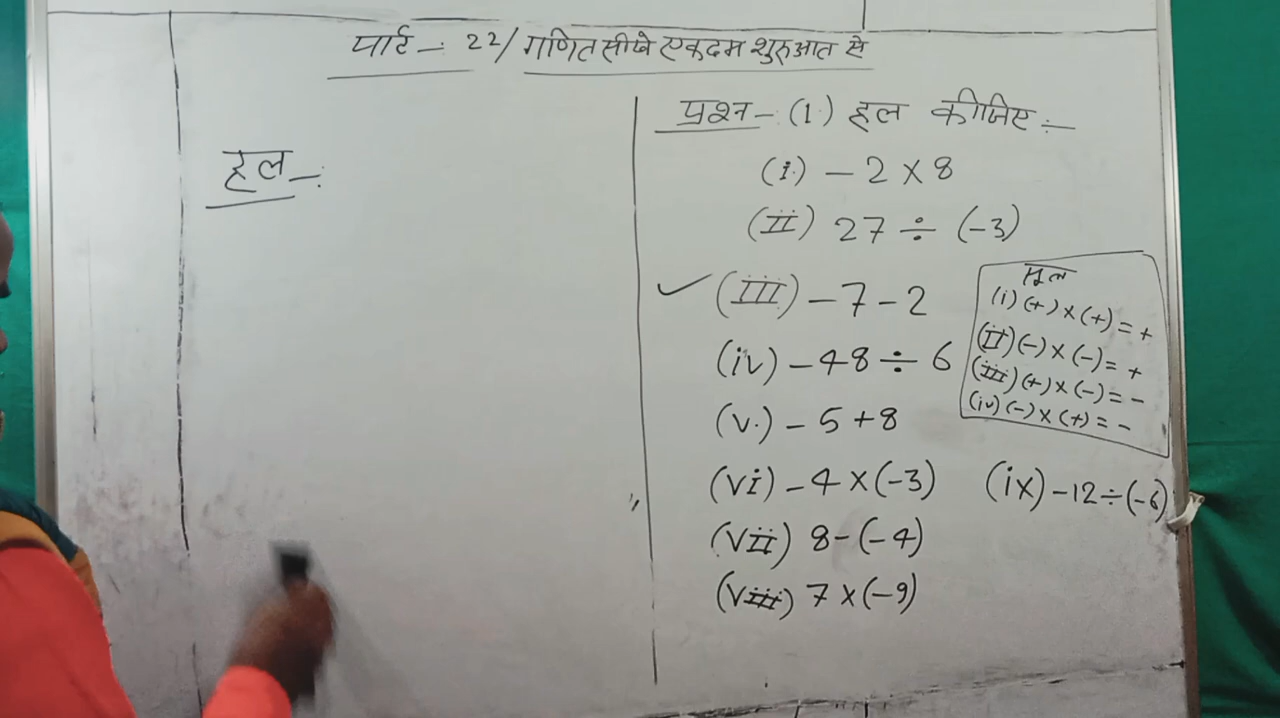 पार्ट -: 22/ गणित सीखे एकदम शुरुआत से
हल -:
प्रश्न - (1.) हल कीजिए :-
(i.) - 2 × 8
(ii) 27 ÷ (-3)
✓ (iii) - 7 - 2
(iv) - 48 ÷ 6
(v.) - 5 + 8
(vi) - 4 × (-3)
(vii) 8 - (-4)
(viii) 7 × (-9)
(i) (+) × (+) = +
(ii) (-) × (-) = +
(iii) (+) × (-) = -
(iv) (-) × (+) = -
(ix) - 12 ÷ (-6)